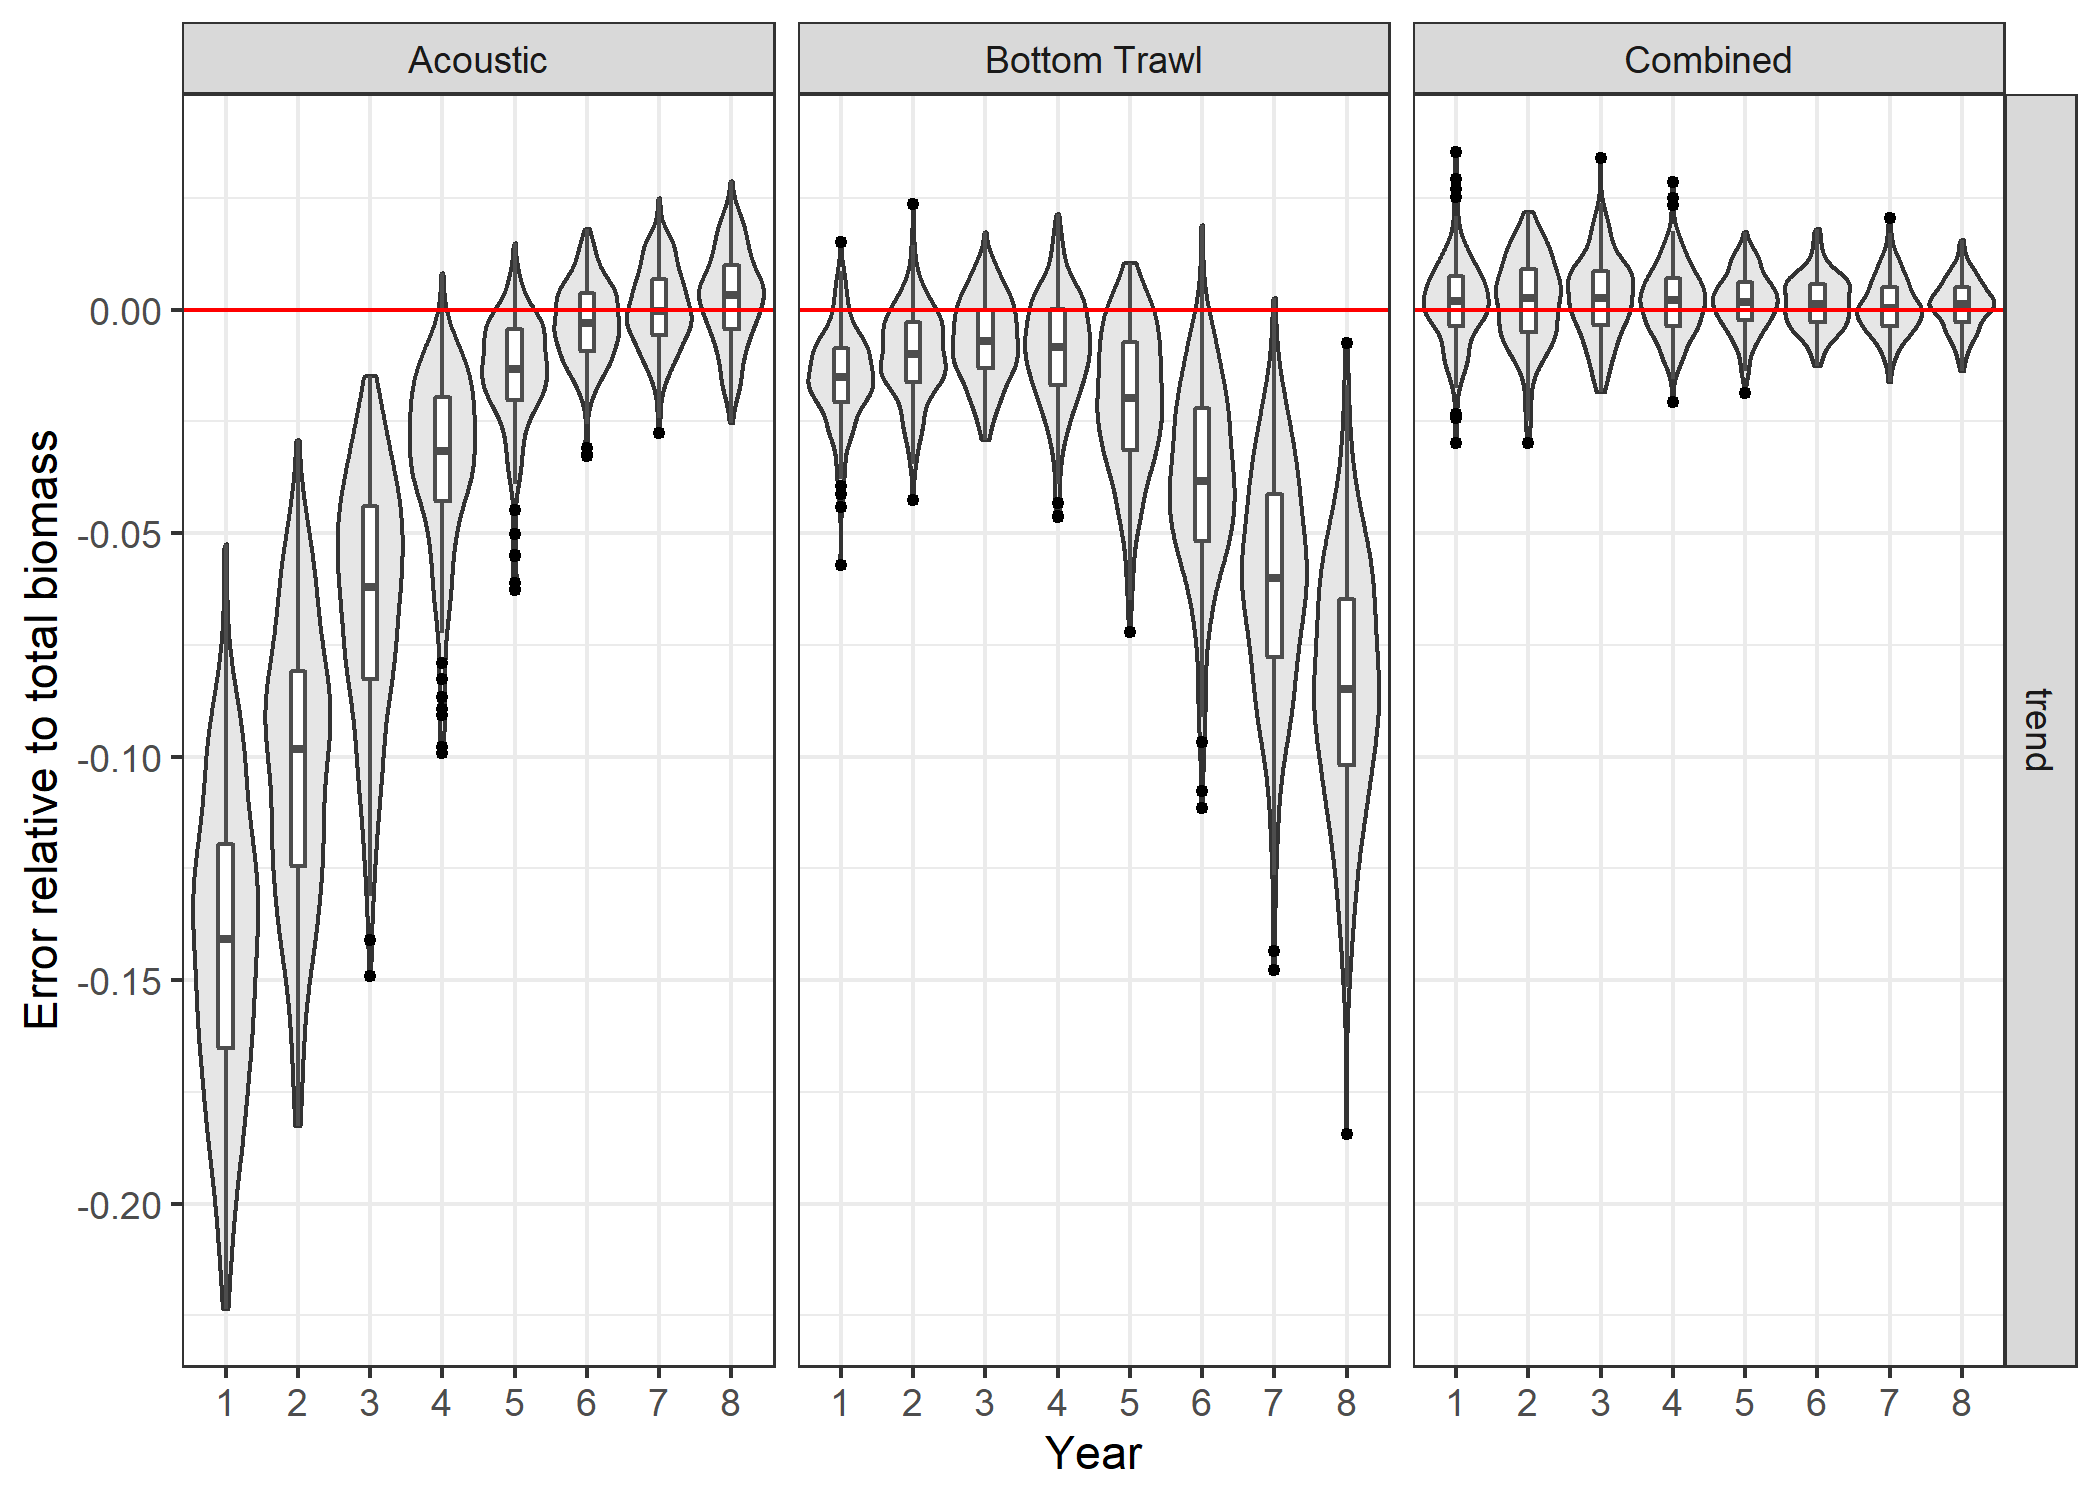 Acoustic Bottom Trawl Combined
Error relative to total biomass
0.00
-0.05
-0.10
-0.15
-0.20
trend
1 2 3 4 5 6 7 8 1 2 3 4 5 6 7 8 1 2 3 4 5 6 7 8
Year